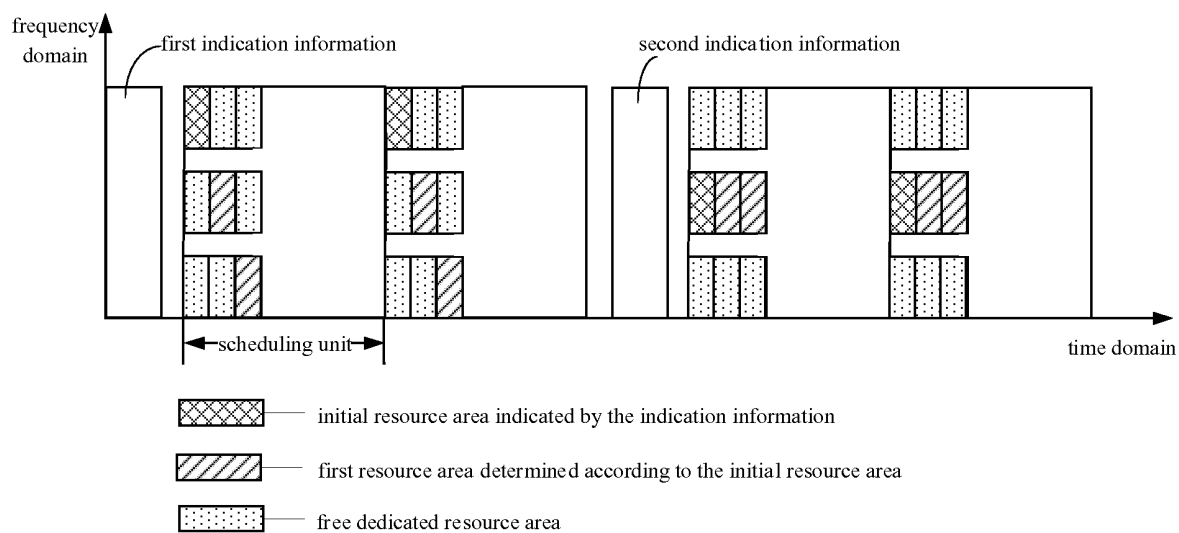 frequency
domain
first indication information
second indication information
scheduling unit
time domain
initial resource area indicated by the indication information
first resource area determined according to the initial resource area
free dedicated resource area